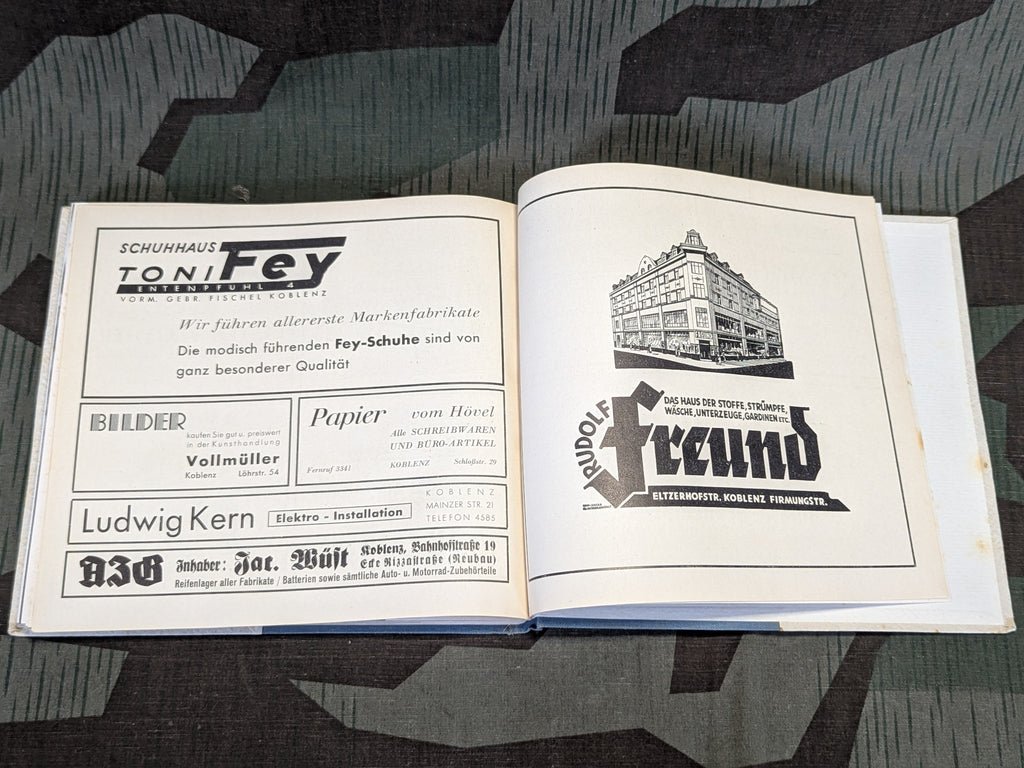 SCHUHHAUS
TONI Fey
ENTENPFUHL 4
VORM. GEBR. FISCHEL KOBLENZ
Wir führen allererste Markenfabrikate
Die modisch führenden Fey-Schuhe sind von
ganz besonderer Qualität
BILDER
kaufen Sie gut u. preiswert
in der Kunsthandlung
Vollmüller
Koblenz Löhrstr. 54
Papier vom Hövel
Alle SCHREIBWAREN
UND BÜRO-ARTIKEL
Fernruf 3341 KOBLENZ Schloßstr. 29
Ludwig Kern Elektro - Installation
KOBLENZ
MAINZER STR. 21
TELEFON 4585
AZG Inhaber: Jac. Wüst Koblenz, Bahnhofstraße 19
Ecke Rizzastraße (Neubau)
Reifenlager aller Fabrikate / Batterien sowie sämtliche Auto- u. Motorrad-Zubehörteile
DAS HAUS DER STOFFE, STRÜMPFE,
WÄSCHE, UNTERZEUGE, GARDINEN ETC.
RUDOLF
Freund
ELTZERHOFSTR. KOBLENZ FIRMUNGSTR.